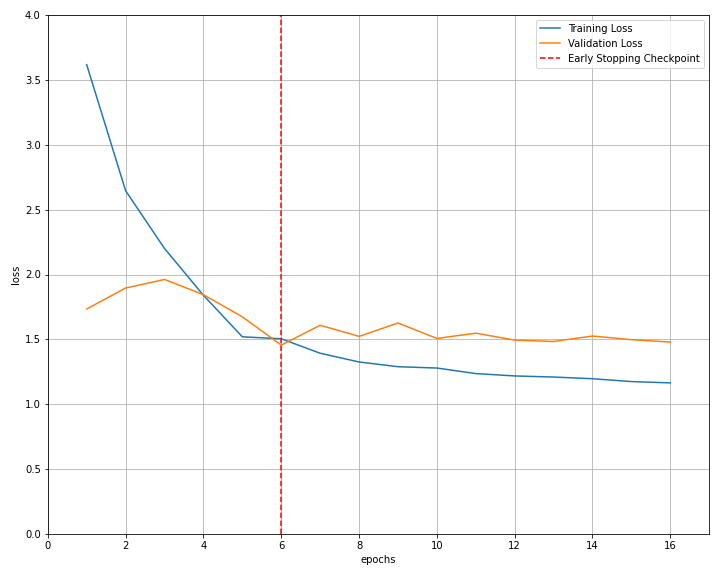 Training Loss
Validation Loss
Early Stopping Checkpoint
4.0
3.5
3.0
2.5
2.0
1.5
1.0
0.5
0.0
loss
0 2 4 6 8 10 12 14 16
epochs